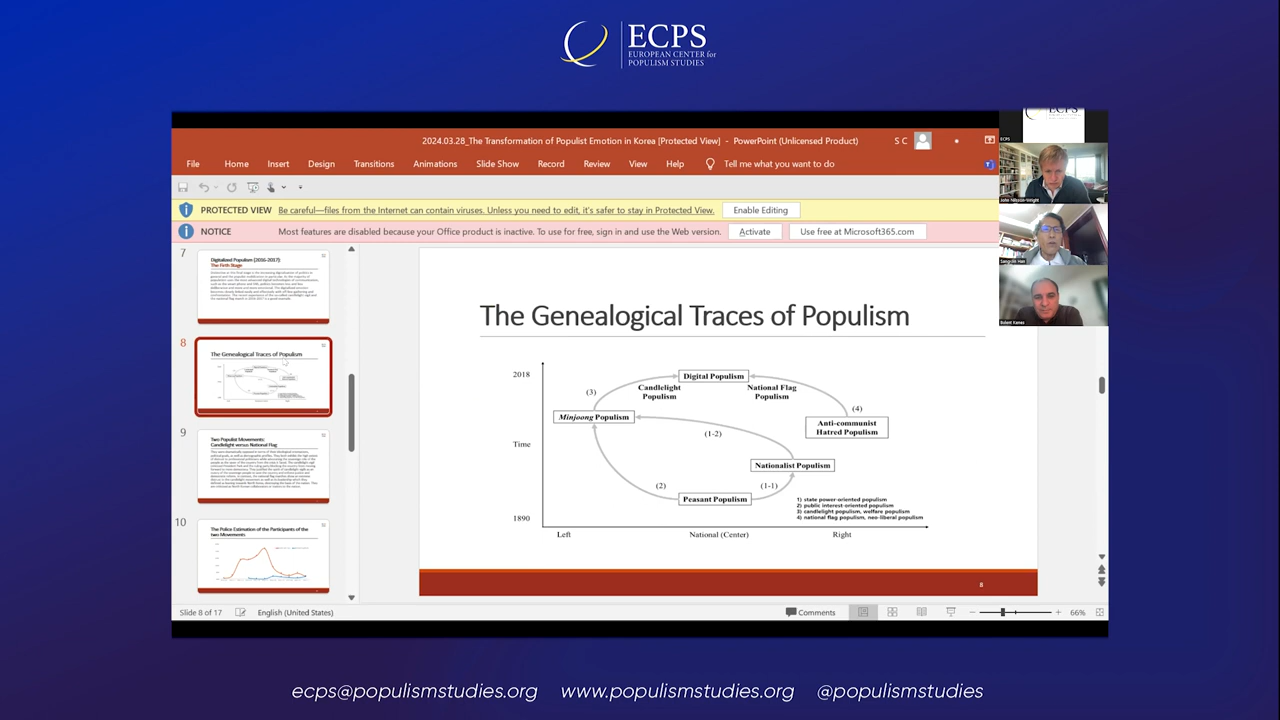 ECPS
EUROPEAN CENTER for
POPULISM STUDIES
2024.03.28_The Transformation of Populist Emotion in Korea [Protected View] - PowerPoint (Unlicensed Product)
S C
File Home Insert Design Transitions Animations Slide Show Record Review View Help Tell me what you want to do
PROTECTED VIEW Be careful—files from the Internet can contain viruses. Unless you need to edit, it's safer to stay in Protected View. Enable Editing
NOTICE Most features are disabled because your Office product is inactive. To use for free, sign in and use the Web version. Activate Use free at Microsoft365.com
ECPS
John Nilsson-Wright
Sangjin Han
Bulent Kenes
7
Digitalized Populism (2016-2017):
The Firth Stage
8
The Genealogical Traces of Populism
9
Two Populist Movements:
Candlelight versus National Flag
10
The Police Estimation of the Participants of the
two Movements
The Genealogical Traces of Populism
2018
Digital Populism
(3)
Candlelight
Populism
National Flag
Populism
Minjoong Populism
(4)
Anti-communist
Hatred Populism
(1-2)
Time
Nationalist Populism
(2)
(1-1)
Peasant Populism
1) state power-oriented populism
2) public interest-oriented populism
3) candlelight populism, welfare populism
4) national flag populism, neo-liberal populism
1890
Left National (Center) Right
8
Slide 8 of 17 English (United States) Comments 66%
ecps@populismstudies.org www.populismstudies.org @populismstudies